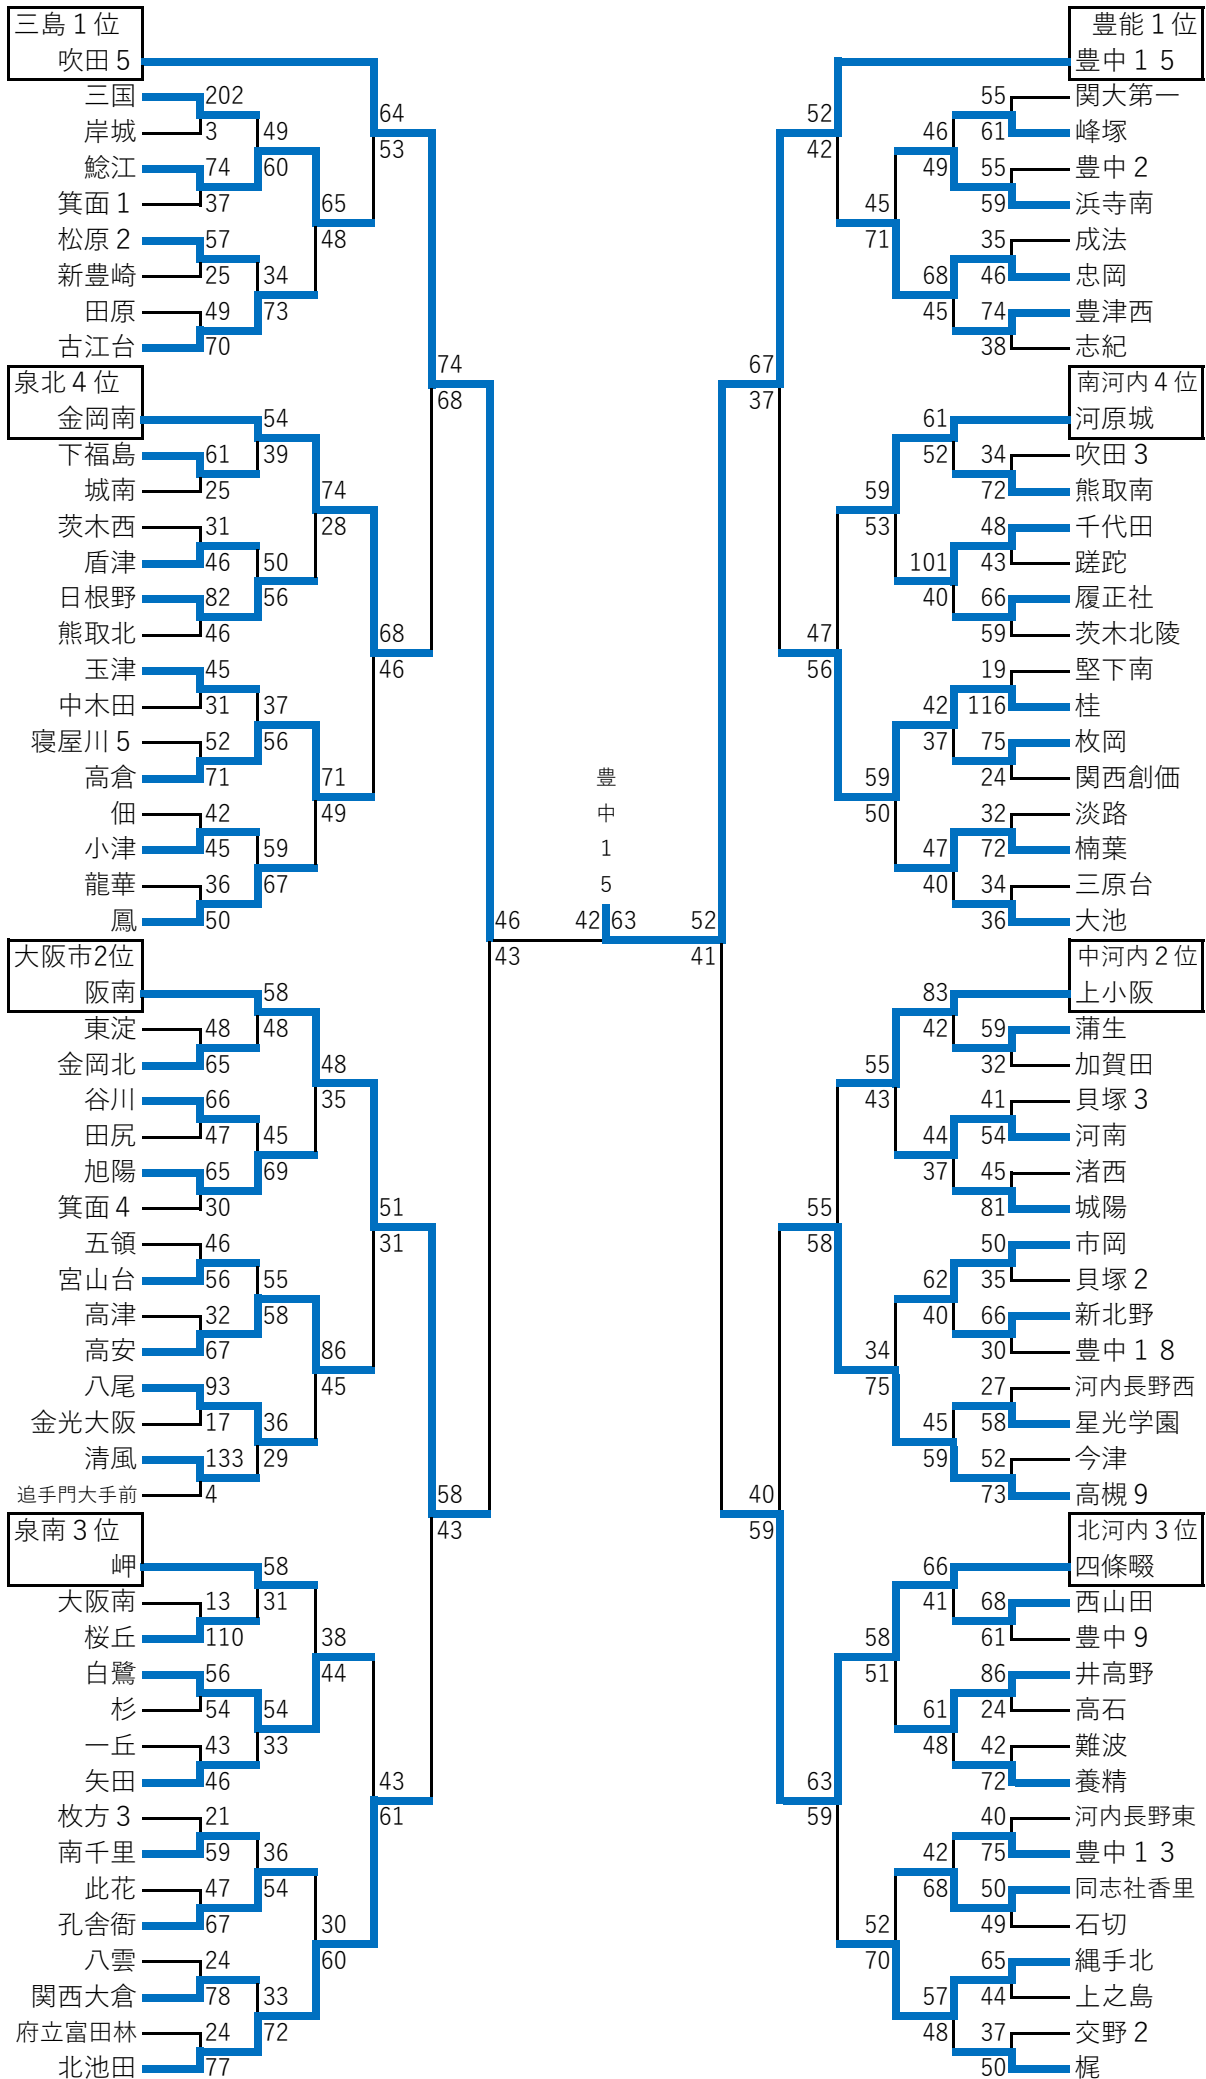 三島１位
吹田５
三国
岸城
鯰江
箕面１
松原２
新豊崎
田原
古江台
泉北４位
金岡南
下福島
城南
茨木西
盾津
日根野
熊取北
玉津
中木田
寝屋川５
高倉
佃
小津
龍華
鳳
大阪市2位
阪南
東淀
金岡北
谷川
田尻
旭陽
箕面４
五領
宮山台
高津
高安
八尾
金光大阪
清風
追手門大手前
泉南３位
岬
大阪南
桜丘
白鷺
杉
一丘
矢田
枚方３
南千里
此花
孔舎衙
八雲
関西大倉
府立富田林
北池田
202
3
74
37
57
25
49
70
61
25
31
46
82
46
45
31
52
71
42
45
36
50
48
65
66
47
65
30
46
56
32
67
93
17
133
4
13
110
56
54
43
46
21
59
47
67
24
78
24
77
49
60
34
73
54
39
50
56
37
56
59
67
58
48
45
69
55
58
36
29
58
31
54
33
36
54
33
72
65
48
74
28
71
49
48
35
86
45
38
44
30
60
64
53
68
46
51
31
43
61
74
68
58
43
46
43
豊
中
1
5
42
63
52
41
67
37
40
59
52
42
47
56
55
58
63
59
45
71
59
53
59
50
55
43
34
75
58
51
52
70
46
49
68
45
61
52
101
40
42
37
47
40
83
42
44
37
62
40
45
59
66
41
61
48
42
68
57
48
55
61
55
59
35
46
74
38
34
72
48
43
66
59
19
116
75
24
32
72
34
36
59
32
41
54
45
81
50
35
66
30
27
58
52
73
68
61
86
24
42
72
40
75
50
49
65
44
37
50
豊能１位
豊中１５
関大第一
峰塚
豊中２
浜寺南
成法
忠岡
豊津西
志紀
南河内４位
河原城
吹田３
熊取南
千代田
蹉跎
履正社
茨木北陵
堅下南
桂
枚岡
関西創価
淡路
楠葉
三原台
大池
中河内２位
上小阪
蒲生
加賀田
貝塚３
河南
渚西
城陽
市岡
貝塚２
新北野
豊中１８
河内長野西
星光学園
今津
高槻９
北河内３位
四條畷
西山田
豊中９
井高野
高石
難波
養精
河内長野東
豊中１３
同志社香里
石切
縄手北
上之島
交野２
梶